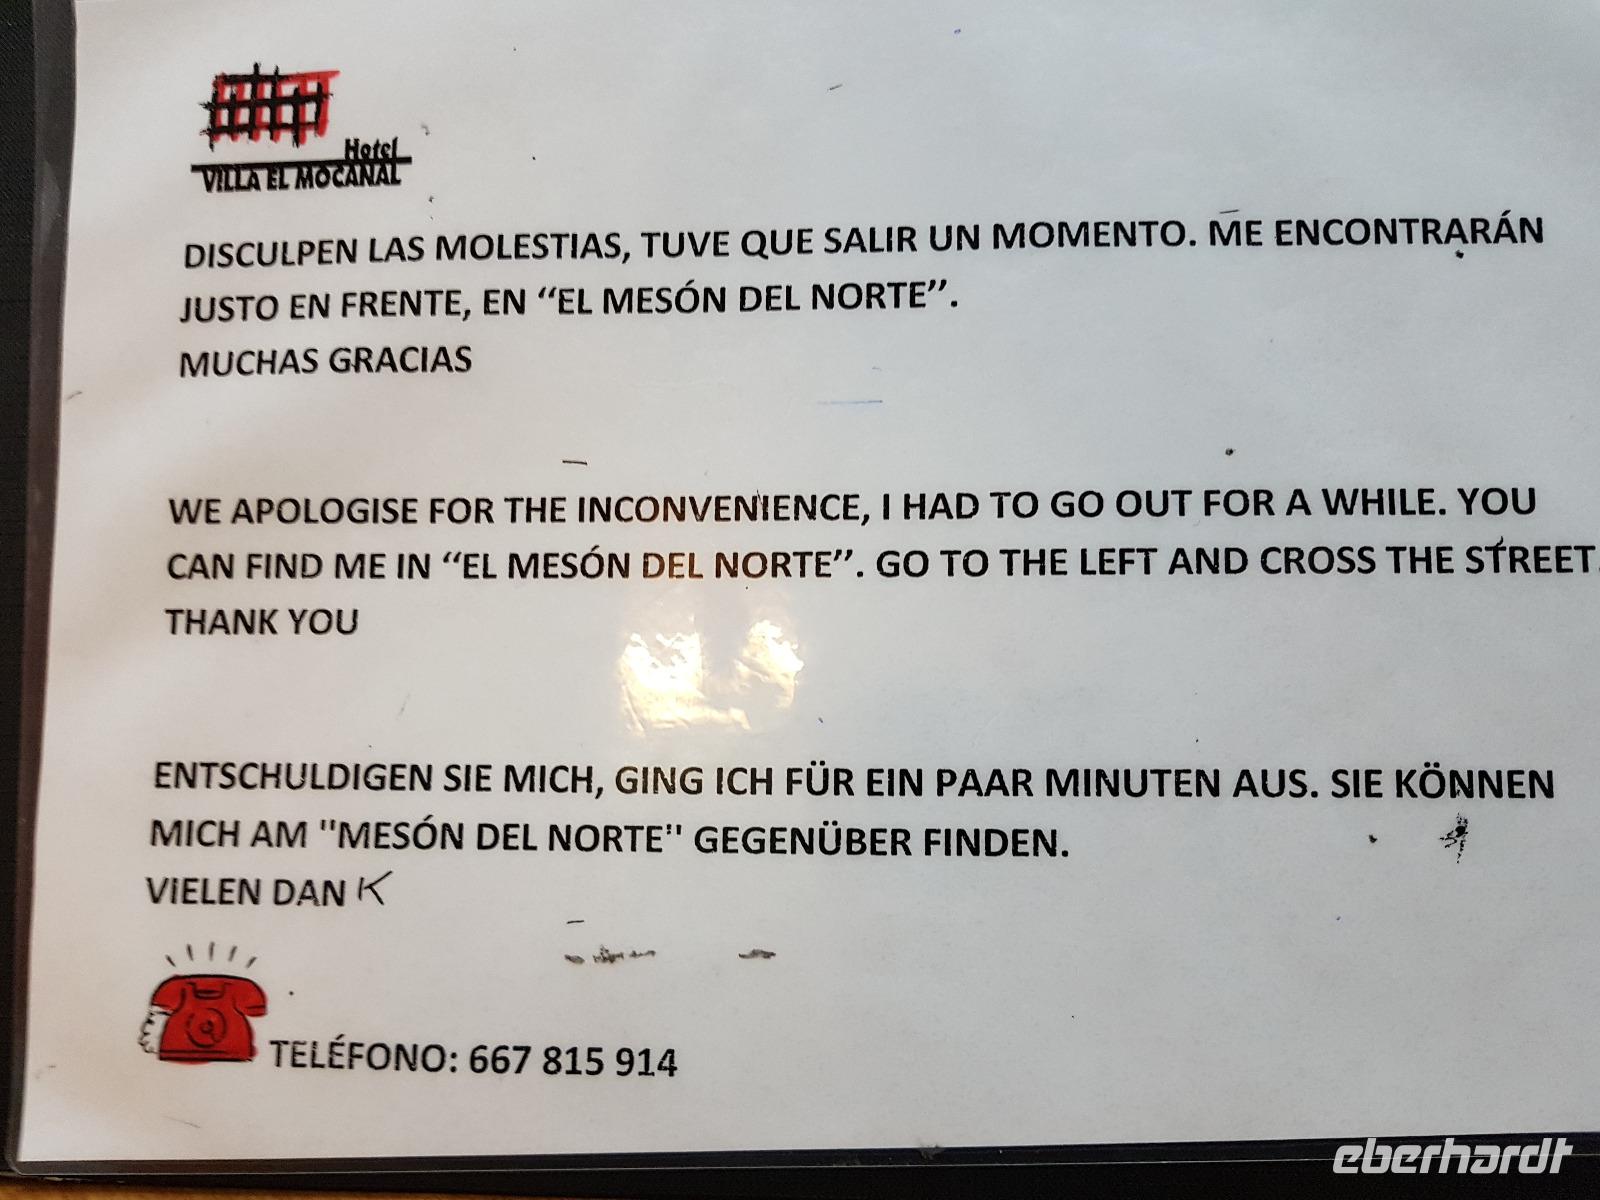 Hotel
VILLA EL MOCANAL
DISCULPEN LAS MOLESTIAS, TUVE QUE SALIR UN MOMENTO. ME ENCONTRARÁN
JUSTO EN FRENTE, EN “EL MESÓN DEL NORTE”.
MUCHAS GRACIAS
WE APOLOGISE FOR THE INCONVENIENCE, I HAD TO GO OUT FOR A WHILE. YOU
CAN FIND ME IN “EL MESÓN DEL NORTE”. GO TO THE LEFT AND CROSS THE STREET.
THANK YOU
ENTSCHULDIGEN SIE MICH, GING ICH FÜR EIN PAAR MINUTEN AUS. SIE KÖNNEN
MICH AM "MESÓN DEL NORTE" GEGENÜBER FINDEN.
VIELEN DANK
TELÉFONO: 667 815 914
eberhardt